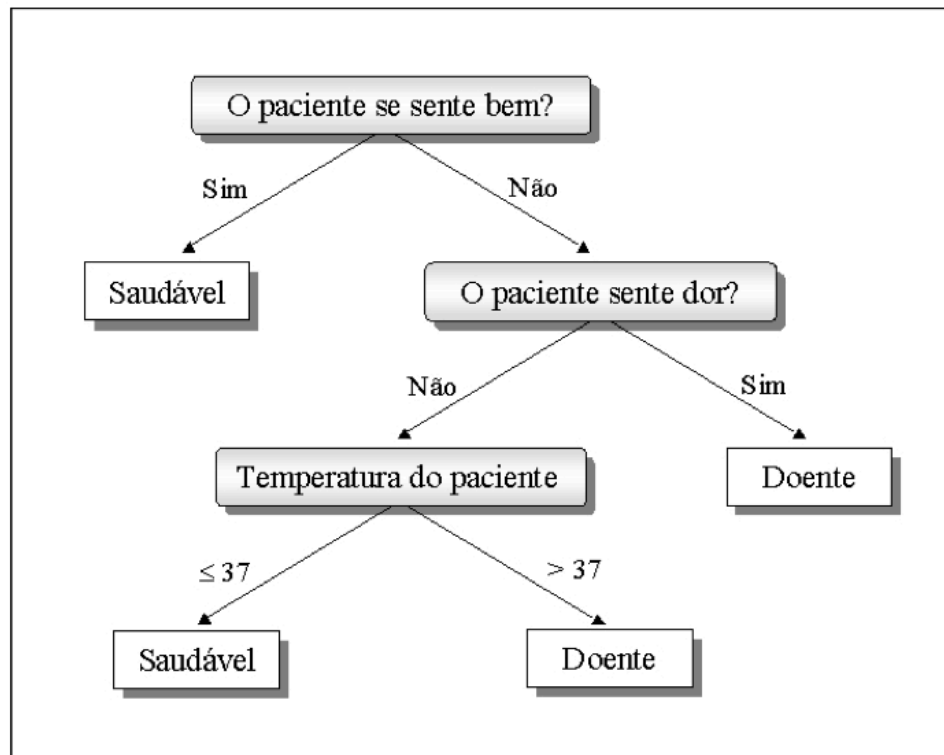 O paciente se sente bem?
Sim
Não
Saudável
O paciente sente dor?
Não
Sim
Temperatura do paciente
Doente
≤ 37
> 37
Saudável
Doente